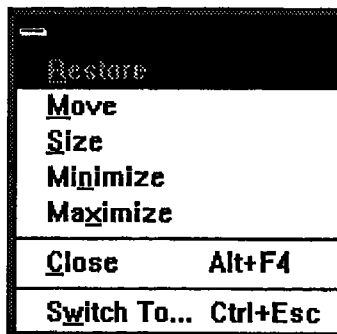 Restore
Move
Size
Minimize
Maximize
Close Alt+F4
Switch To... Ctrl+Esc